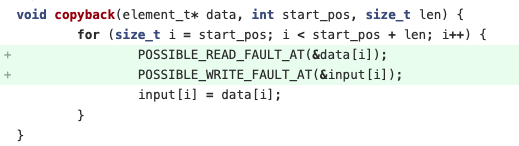 void copyback(element_t* data, int start_pos, size_t len) {
for (size_t i = start_pos; i < start_pos + len; i++) {
+ POSSIBLE_READ_FAULT_AT(&data[i]);
+ POSSIBLE_WRITE_FAULT_AT(&input[i]);
input[i] = data[i];
}
}